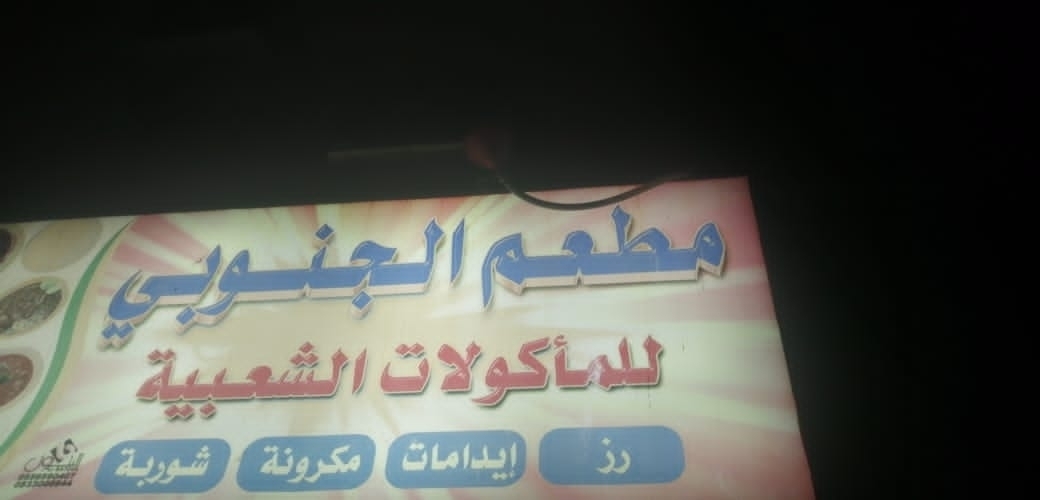 مطعم الجنوبي
للمأكولات الشعبية
رز إيدامات مكرونة شوربة